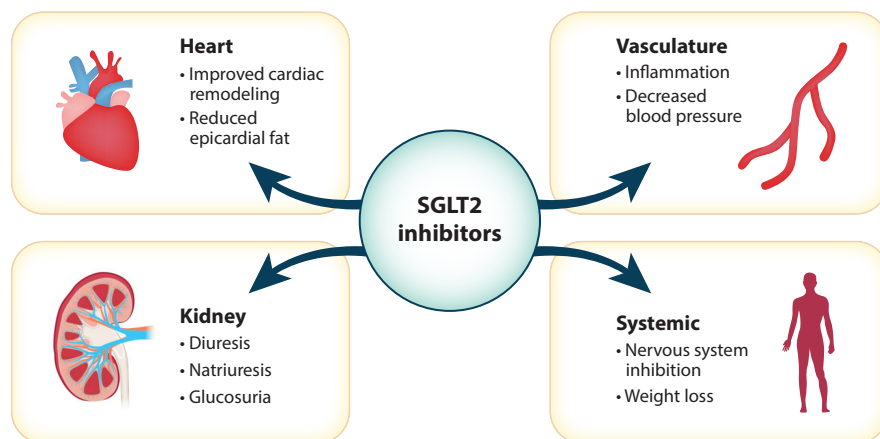 Heart
• Improved cardiac
remodeling
• Reduced
epicardial fat
Vasculature
• Inflammation
• Decreased
blood pressure
SGLT2
inhibitors
Kidney
• Diuresis
• Natriuresis
• Glucosuria
Systemic
• Nervous system
inhibition
• Weight loss